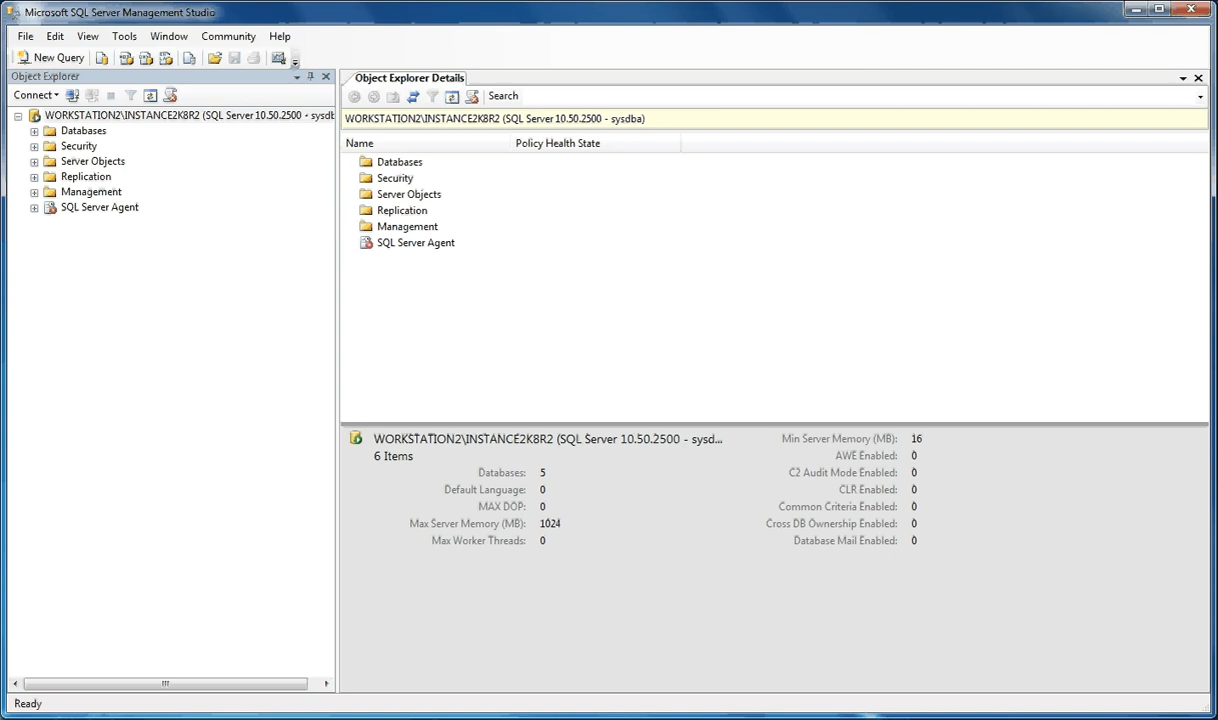 Microsoft SQL Server Management Studio
File Edit View Tools Window Community Help
New Query
Object Explorer
Connect
WORKSTATION2\INSTANCE2K8R2 (SQL Server 10.50.2500 - sysdb
Databases
Security
Server Objects
Replication
Management
SQL Server Agent
Object Explorer Details
Search
WORKSTATION2\INSTANCE2K8R2 (SQL Server 10.50.2500 - sysdba)
Name Policy Health State
Databases
Security
Server Objects
Replication
Management
SQL Server Agent
WORKSTATION2\INSTANCE2K8R2 (SQL Server 10.50.2500 - sysd...
6 Items
Databases: 5
Default Language: 0
MAX DOP: 0
Max Server Memory (MB): 1024
Max Worker Threads: 0
Min Server Memory (MB): 16
AWE Enabled: 0
C2 Audit Mode Enabled: 0
CLR Enabled: 0
Common Criteria Enabled: 0
Cross DB Ownership Enabled: 0
Database Mail Enabled: 0
Ready